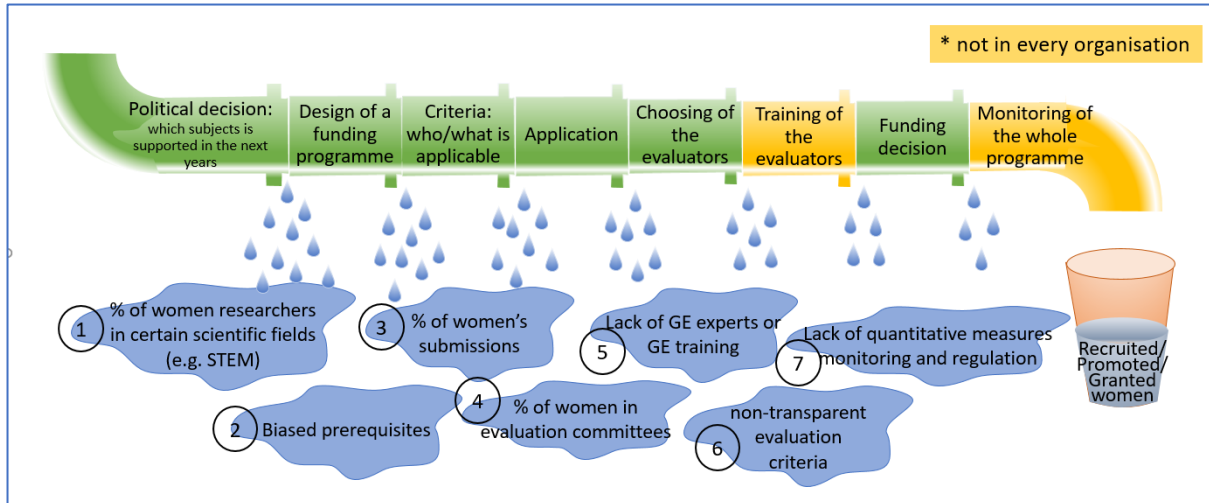 * not in every organisation
Political decision:
which subjects is
supported in the next
years
Design of a
funding
programme
Criteria:
who/what is
applicable
Application
Choosing of
the
evaluators
Training of
the
evaluators
Funding
decision
Monitoring of
the whole
programme
1
% of women researchers
in certain scientific fields
(e.g. STEM)
2
Biased prerequisites
3
% of women's
submissions
4
% of women in
evaluation committees
5
Lack of GE experts or
GE training
6
non-transparent
evaluation
criteria
7
Lack of quantitative measures
monitoring and regulation
Recruited/
Promoted/
Granted
women